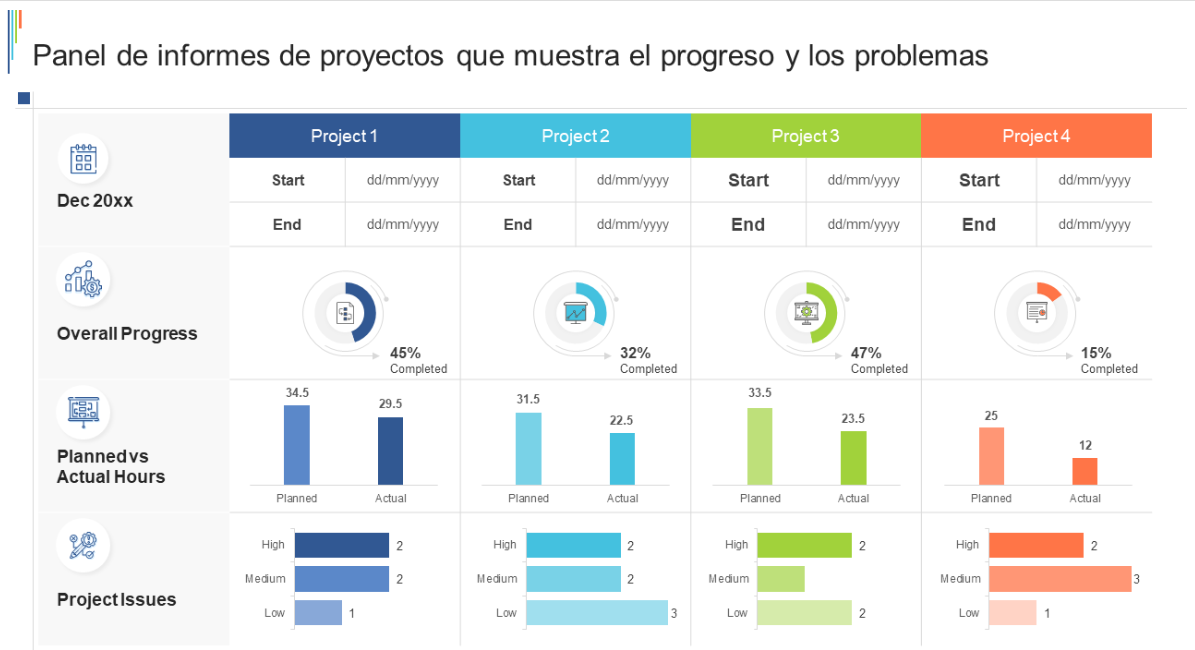 Panel de informes de proyectos que muestra el progreso y los problemas
Project 1 Project 2 Project 3 Project 4
Dec 20xx
Start dd/mm/yyyy Start dd/mm/yyyy Start dd/mm/yyyy Start dd/mm/yyyy
End dd/mm/yyyy End dd/mm/yyyy End dd/mm/yyyy End dd/mm/yyyy
Overall Progress
45% 32% 47% 15%
Completed Completed Completed Completed
Planned vs
Actual Hours
34.5 29.5 31.5 22.5 33.5 23.5 25 12
Planned Actual Planned Actual Planned Actual Planned Actual
Project Issues
High 2 High 2 High 2 High 2
Medium 2 Medium 2 Medium Medium 3
Low 1 Low 3 Low 2 Low 1